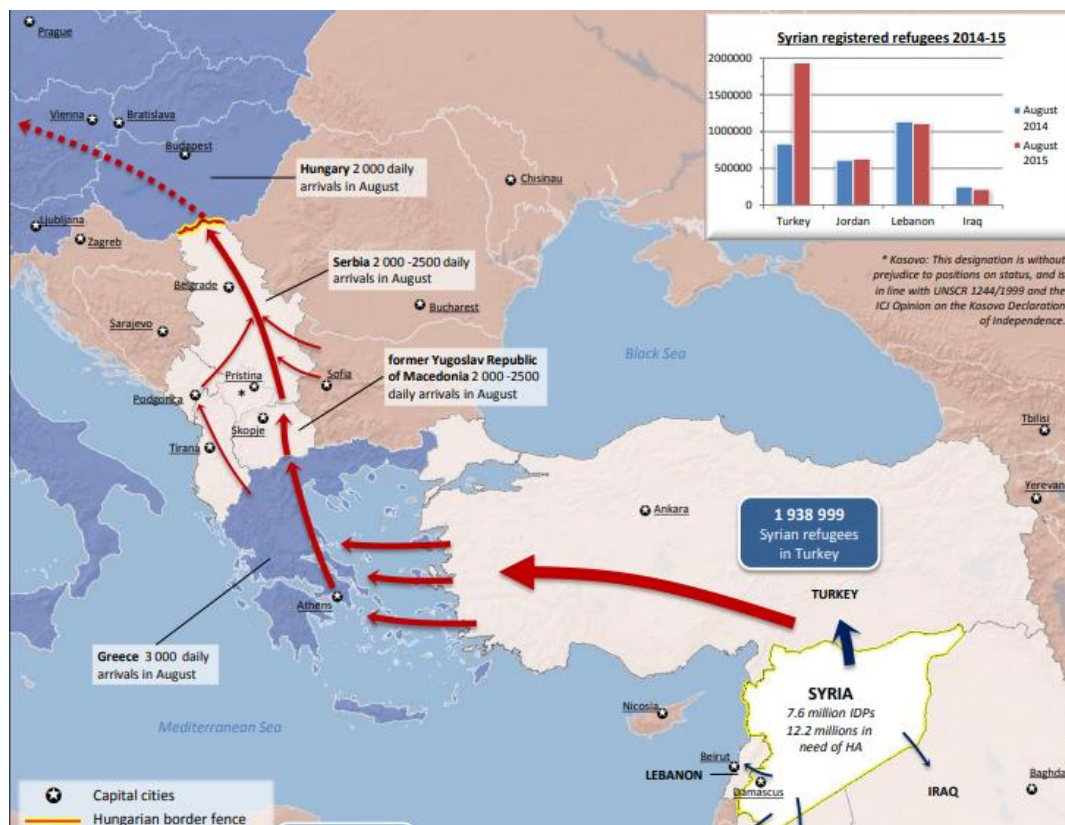 Prague
Vienna
Bratislava
Budapest
Hungary 2 000 daily
arrivals in August
Chisinau
Ljubljana
Zagreb
Serbia 2 000 -2500 daily
arrivals in August
Belgrade
Bucharest
Sarajevo
former Yugoslav Republic
of Macedonia 2 000 -2500
daily arrivals in August
Pristina
*
Sofia
Podgorica
Skopje
Tirana
Black Sea
Syrian registered refugees 2014-15
2000000
1500000
1000000
500000
0
Turkey
Jordan
Lebanon
Iraq
August
2014
August
2015
* Kosovo: This designation is without
prejudice to positions on status, and is
in line with UNSCR 1244/1999 and the
ICJ Opinion on the Kosovo Declaration
of Independence.
Tbilisi
Yerevan
Ankara
1 938 999
Syrian refugees
in Turkey
TURKEY
Athens
Greece 3 000 daily
arrivals in August
Mediterranean Sea
Nicosia
SYRIA
7.6 million IDPs
12.2 millions in
need of HA
Beirut
LEBANON
Damascus
IRAQ
Baghda
Capital cities
Hungarian border fence